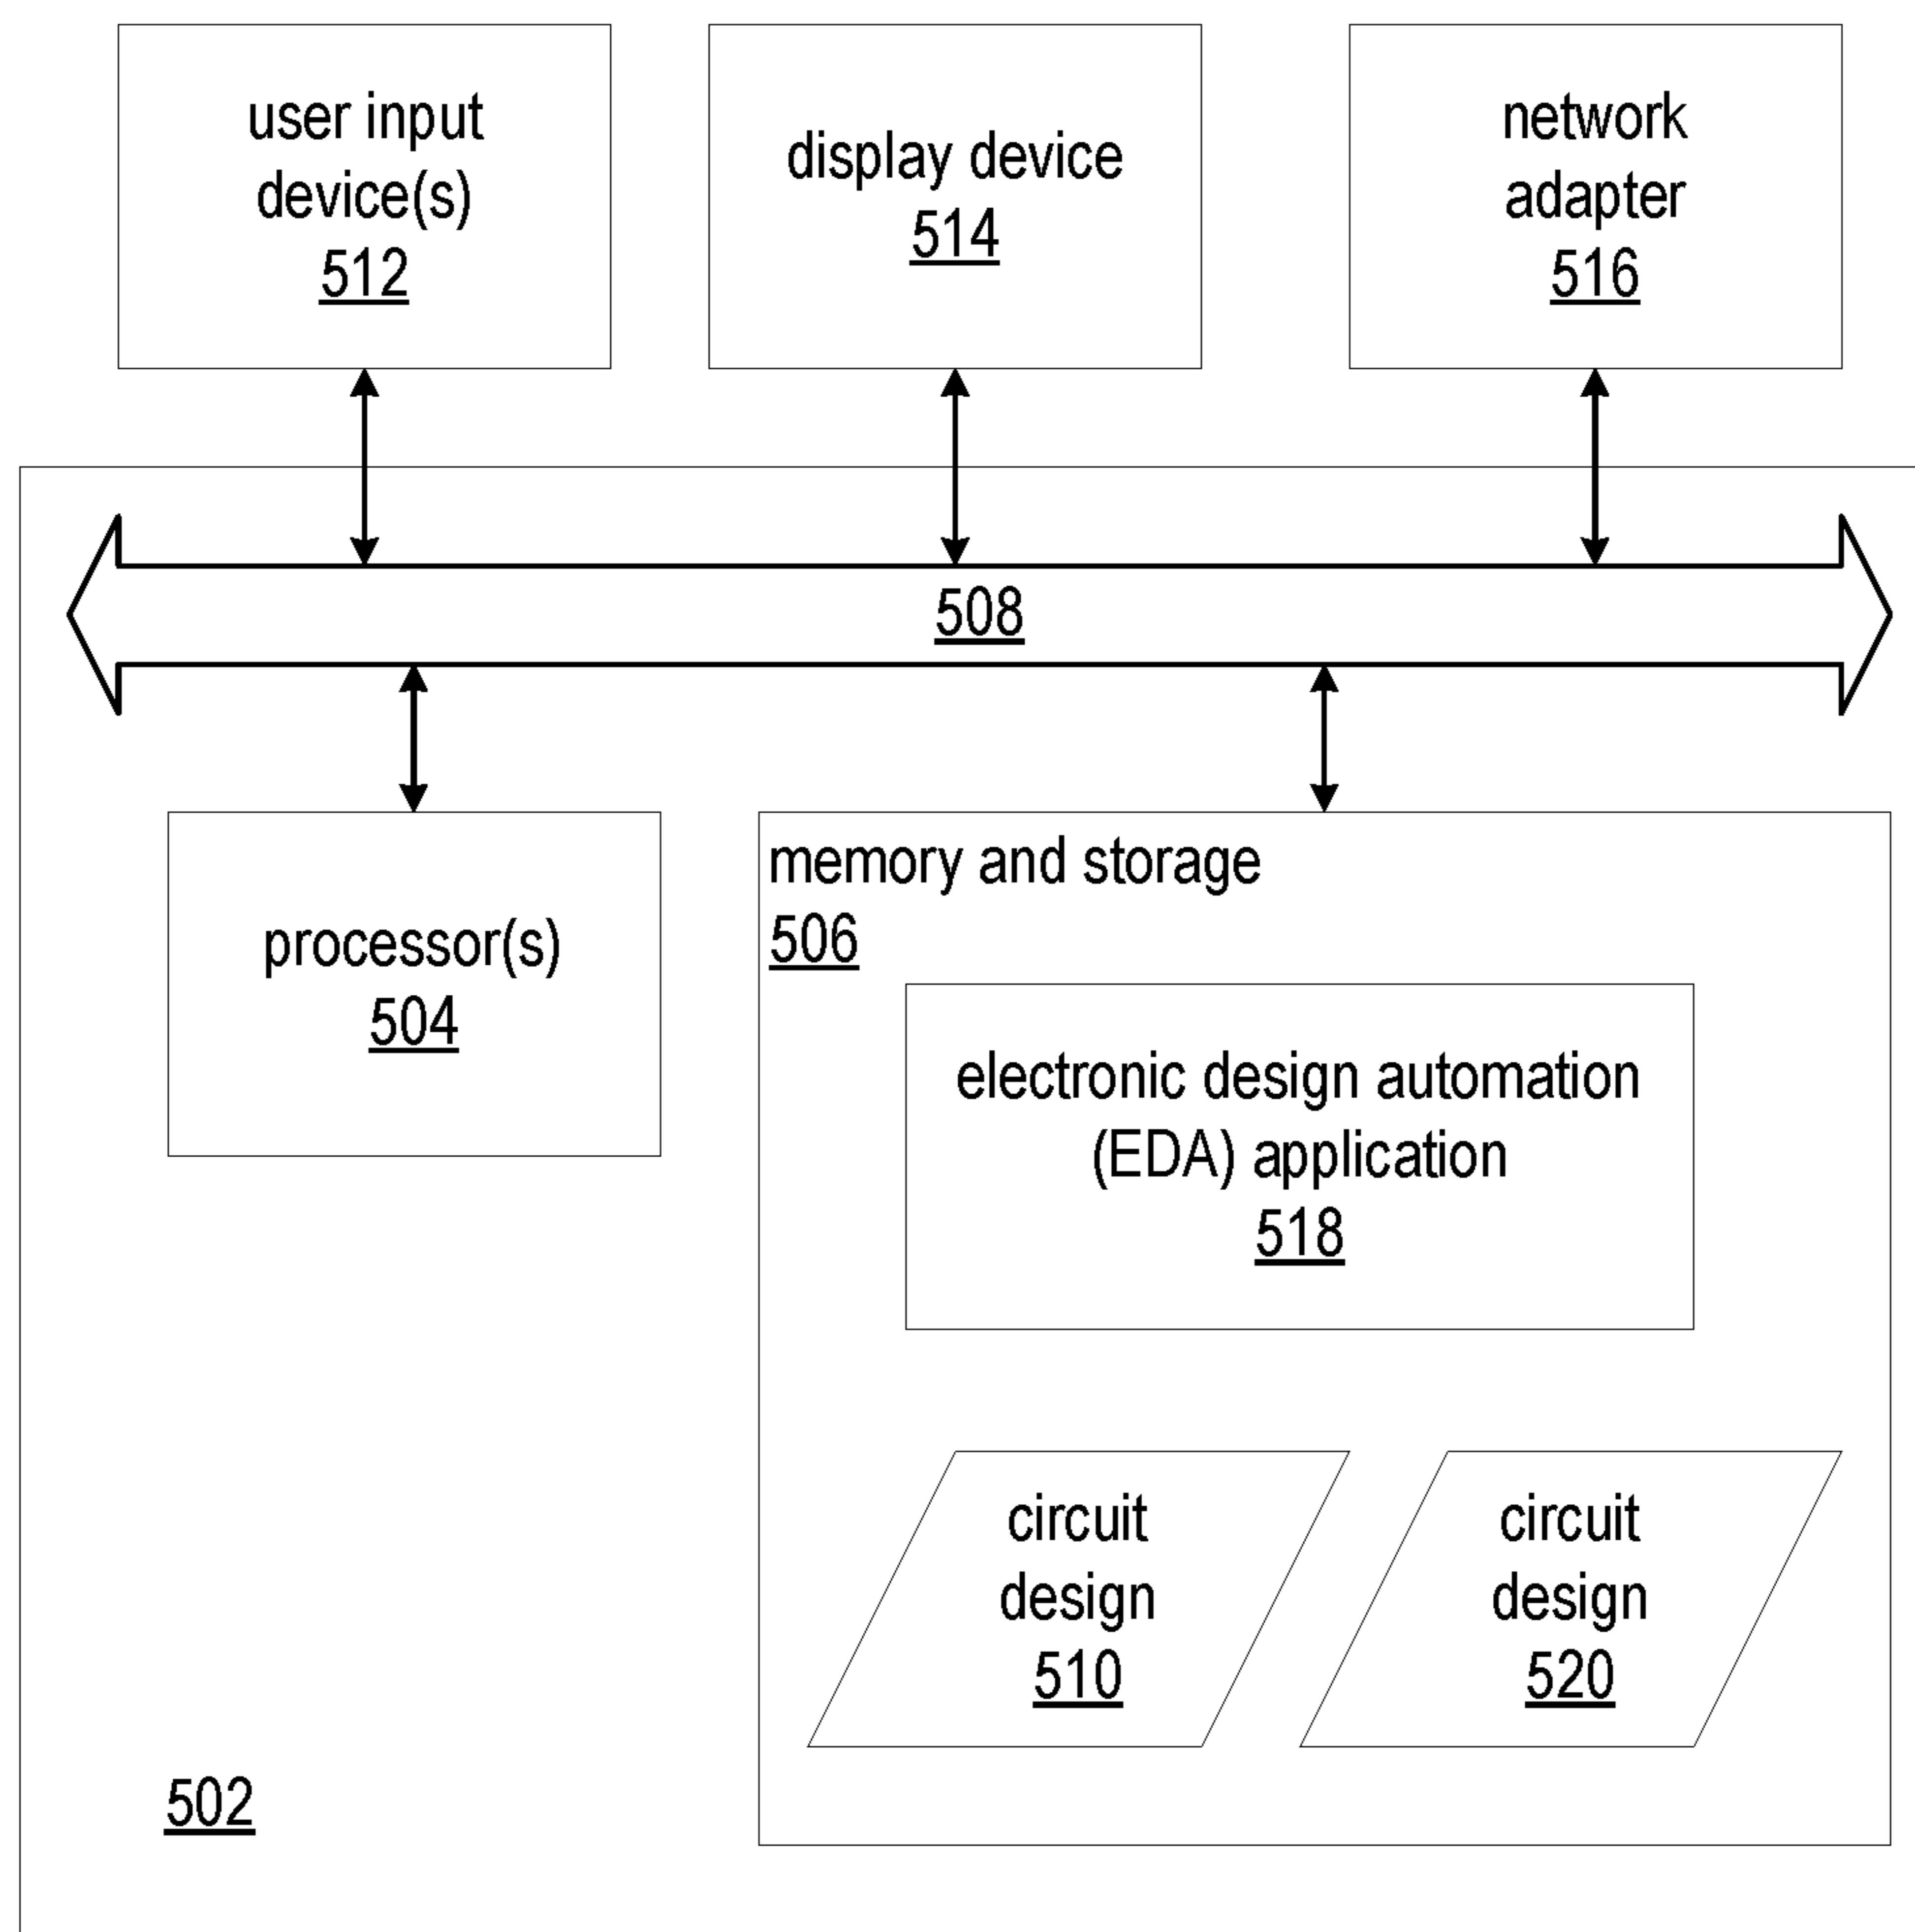 user input
device(s)
512
display device
514
network
adapter
516
508
processor(s)
504
memory and storage
506
electronic design automation
(EDA) application
518
circuit
design
510
circuit
design
520
502